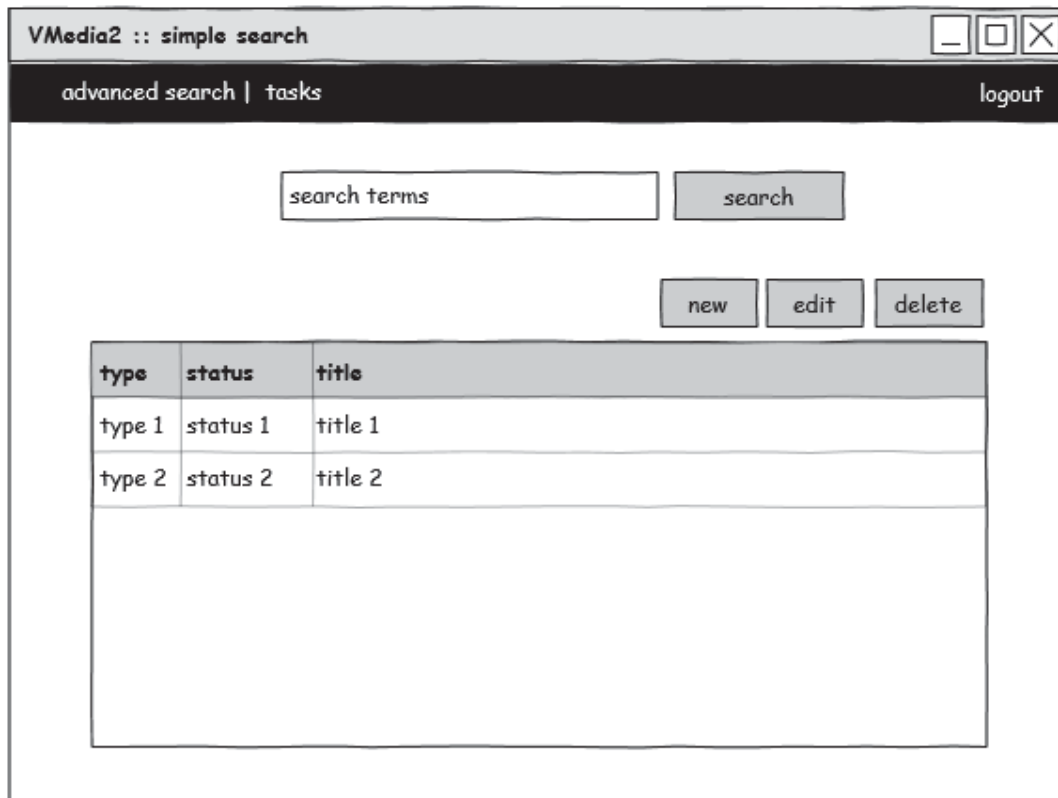 VMedia2 :: simple search
advanced search | tasks logout
search terms search
new edit delete
type status title
type 1 status 1 title 1
type 2 status 2 title 2